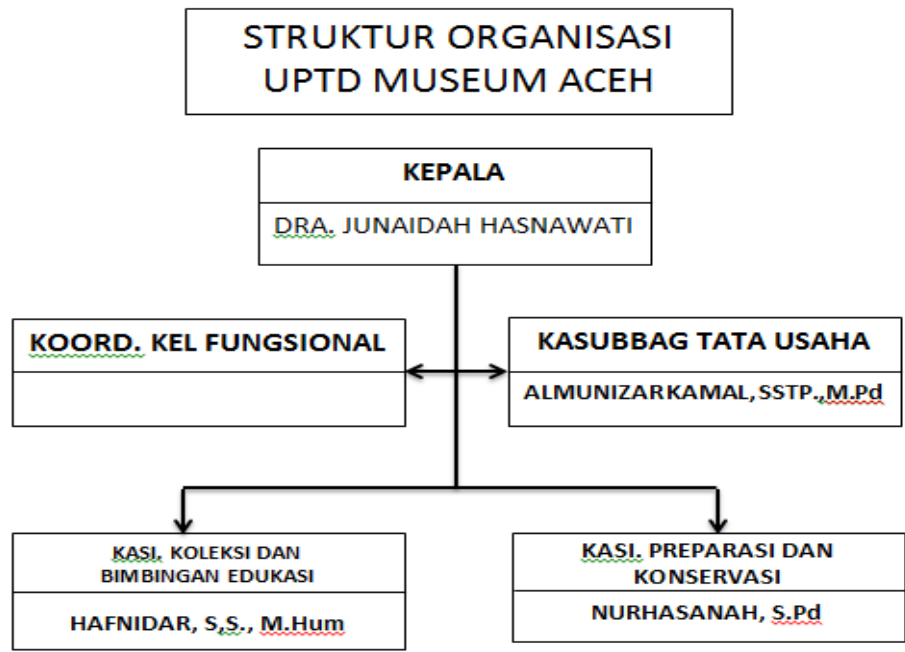 STRUKTUR ORGANISASI
UPTD MUSEUM ACEH
KEPALA
DRA. JUNAIDAH HASNAWATI
KOORD. KEL FUNGSIONAL
KASUBBAG TATA USAHA
ALMUNIZARKAMAL, SSTP.,M.Pd
KASI. KOLEKSI DAN
BIMBINGAN EDUKASI
HAFNIDAR, S,S., M.Hum
KASI. PREPARASI DAN
KONSERVASI
NURHASANAH, S.Pd